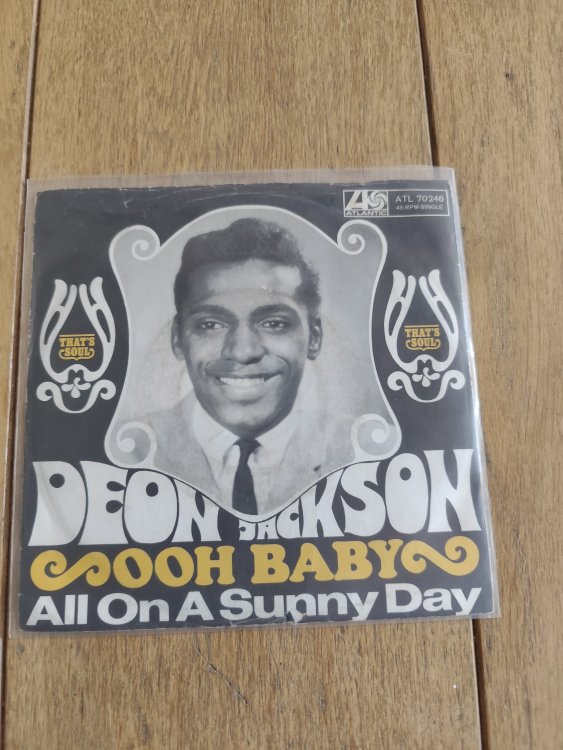 ATLANTIC
ATL 70246
45-RPM-SINGLE
THAT'S
SOUL
THAT'S
SOUL
DEON JACKSON
OOH BABY
All On A Sunny Day